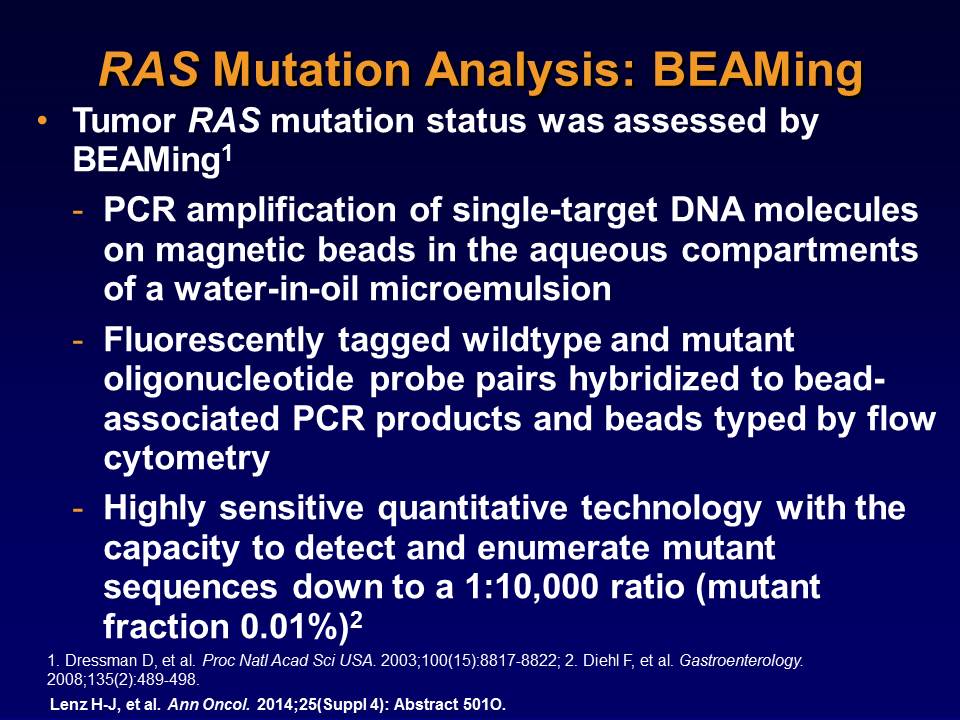 RAS Mutation Analysis: BEAMing
• Tumor RAS mutation status was assessed by
BEAMing1
- PCR amplification of single-target DNA molecules
on magnetic beads in the aqueous compartments
of a water-in-oil microemulsion
- Fluorescently tagged wildtype and mutant
oligonucleotide probe pairs hybridized to bead-
associated PCR products and beads typed by flow
cytometry
- Highly sensitive quantitative technology with the
capacity to detect and enumerate mutant
sequences down to a 1:10,000 ratio (mutant
fraction 0.01%)2
1. Dressman D, et al. Proc Natl Acad Sci USA. 2003;100(15):8817-8822; 2. Diehl F, et al. Gastroenterology.
2008;135(2):489-498.
Lenz H-J, et al. Ann Oncol. 2014;25(Suppl 4): Abstract 501O.